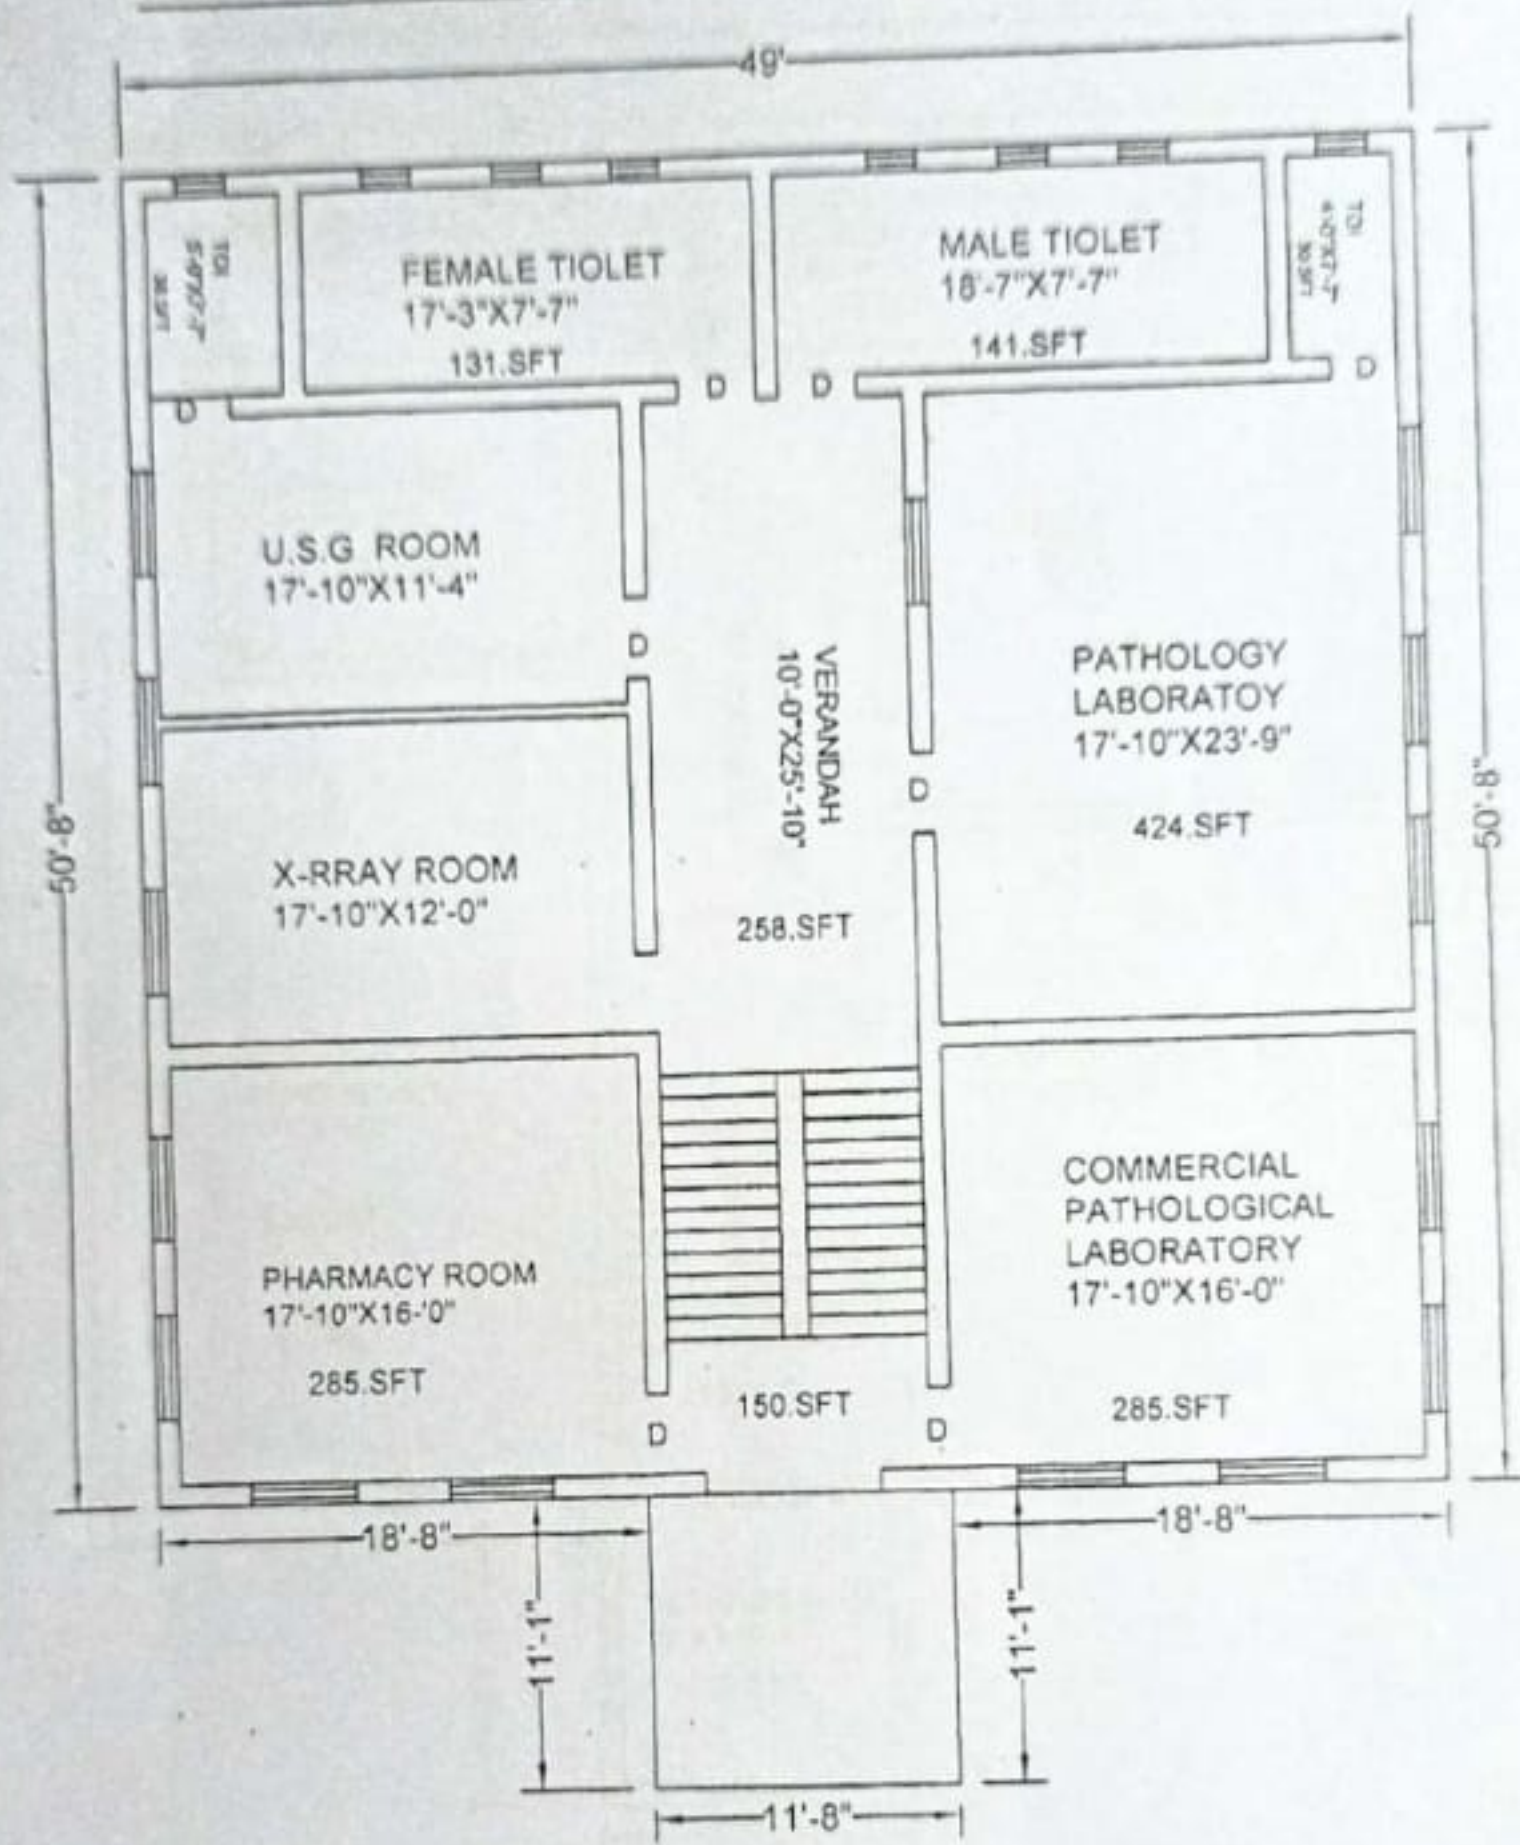 49'
FEMALE TIOLET
17'-3"X7'-7"
131.SFT
MALE TIOLET
18'-7"X7'-7"
141.SFT
TOI
TOI
30.SFT
D
D
D
D
U.S.G ROOM
17'-10"X11'-4"
D
VERANDAH
10'-0"X25'-10"
258.SFT
PATHOLOGY
LABORATOY
17'-10"X23'-9"
424.SFT
D
50'-8"
50'-8"
X-RRAY ROOM
17'-10"X12'-0"
PHARMACY ROOM
17'-10"X16-'0"
285.SFT
D
150.SFT
D
COMMERCIAL
PATHOLOGICAL
LABORATORY
17'-10"X16'-0"
285.SFT
18'-8"
18'-8"
11'-1"
11'-1"
11'-8"